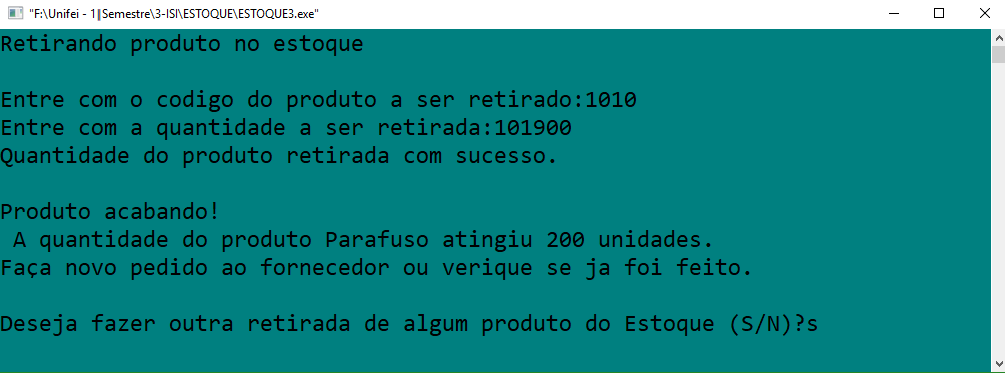 "F:\Unifei - 1║Semestre\3-ISI\ESTOQUE\ESTOQUE3.exe"
Retirando produto no estoque
Entre com o codigo do produto a ser retirado:1010
Entre com a quantidade a ser retirada:101900
Quantidade do produto retirada com sucesso.
Produto acabando!
A quantidade do produto Parafuso atingiu 200 unidades.
Faça novo pedido ao fornecedor ou verique se ja foi feito.
Deseja fazer outra retirada de algum produto do Estoque (S/N)?s